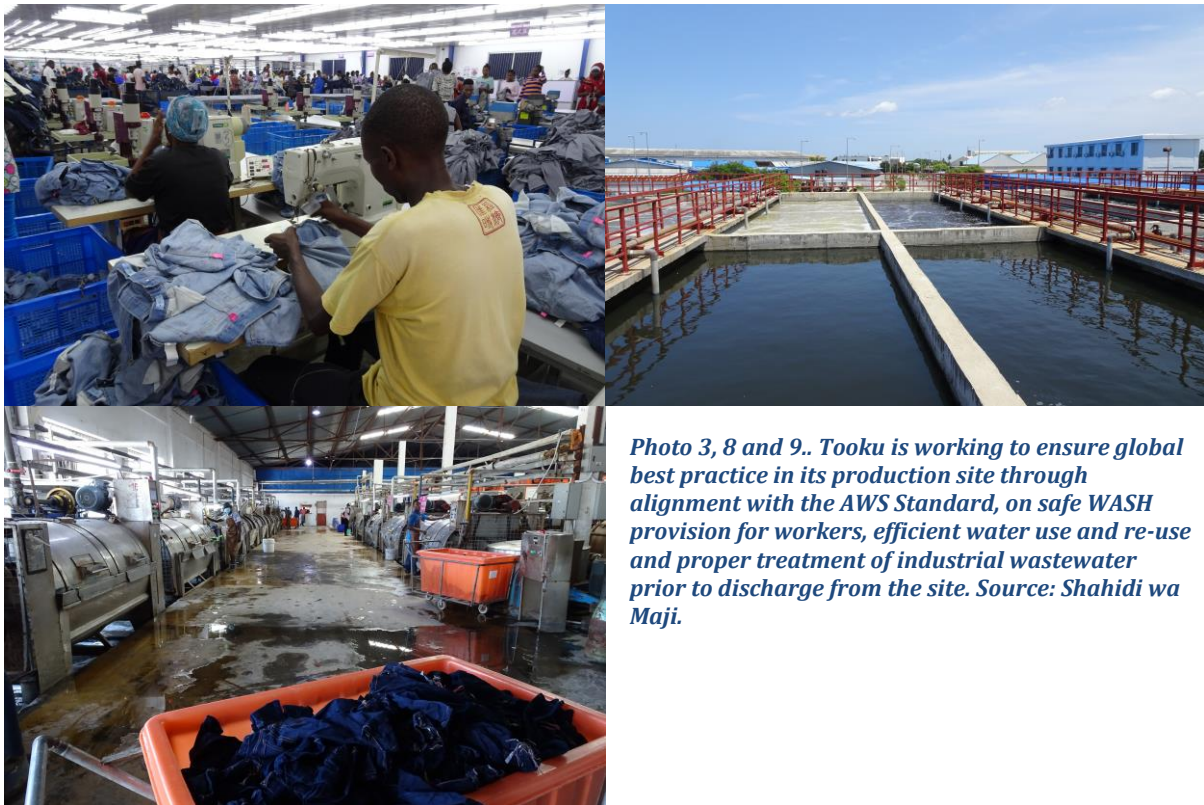 Photo 3, 8 and 9.. Tooku is working to ensure global
best practice in its production site through
alignment with the AWS Standard, on safe WASH
provision for workers, efficient water use and re-use
and proper treatment of industrial wastewater
prior to discharge from the site. Source: Shahidi wa
Maji.